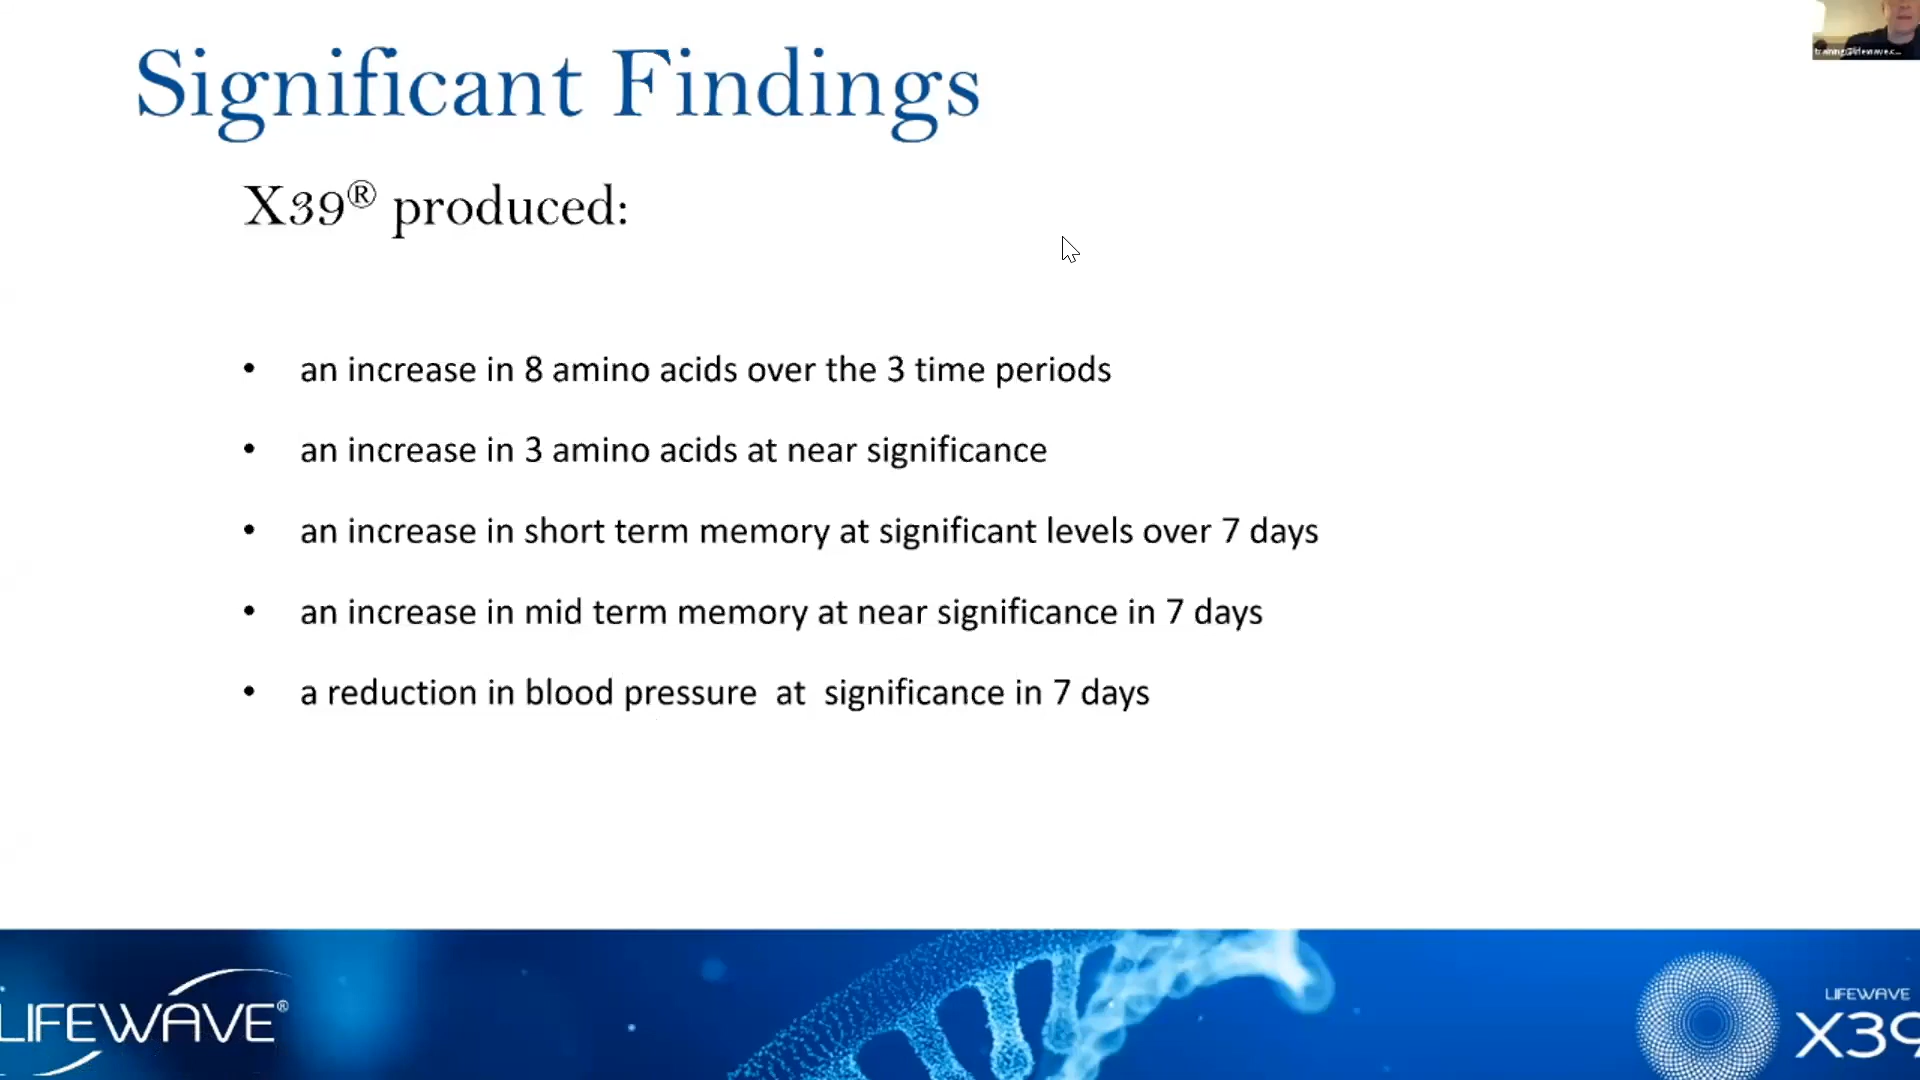 Significant Findings
X39® produced:
• an increase in 8 amino acids over the 3 time periods
• an increase in 3 amino acids at near significance
• an increase in short term memory at significant levels over 7 days
• an increase in mid term memory at near significance in 7 days
• a reduction in blood pressure  at  significance in 7 days
LIFEWAVE®
LIFEWAVE
X39